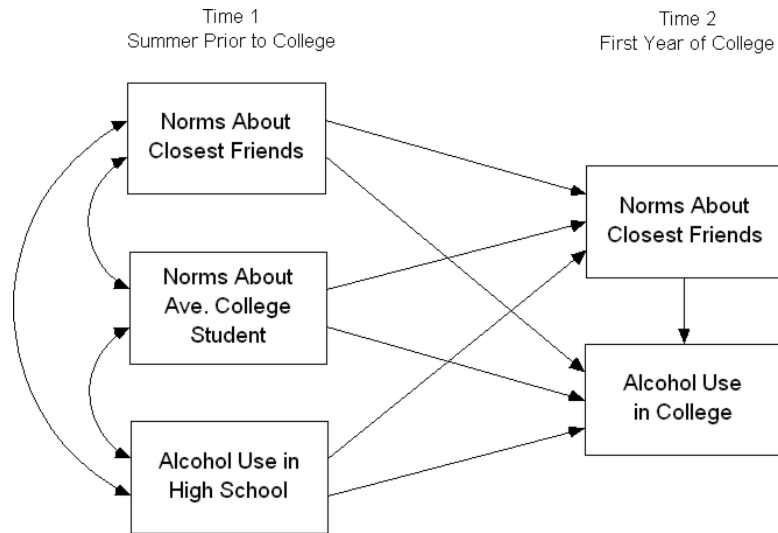 Time 1
Summer Prior to College
Time 2
First Year of College
Norms About
Closest Friends
Norms About
Ave. College
Student
Alcohol Use in
High School
Norms About
Closest Friends
Alcohol Use
in College